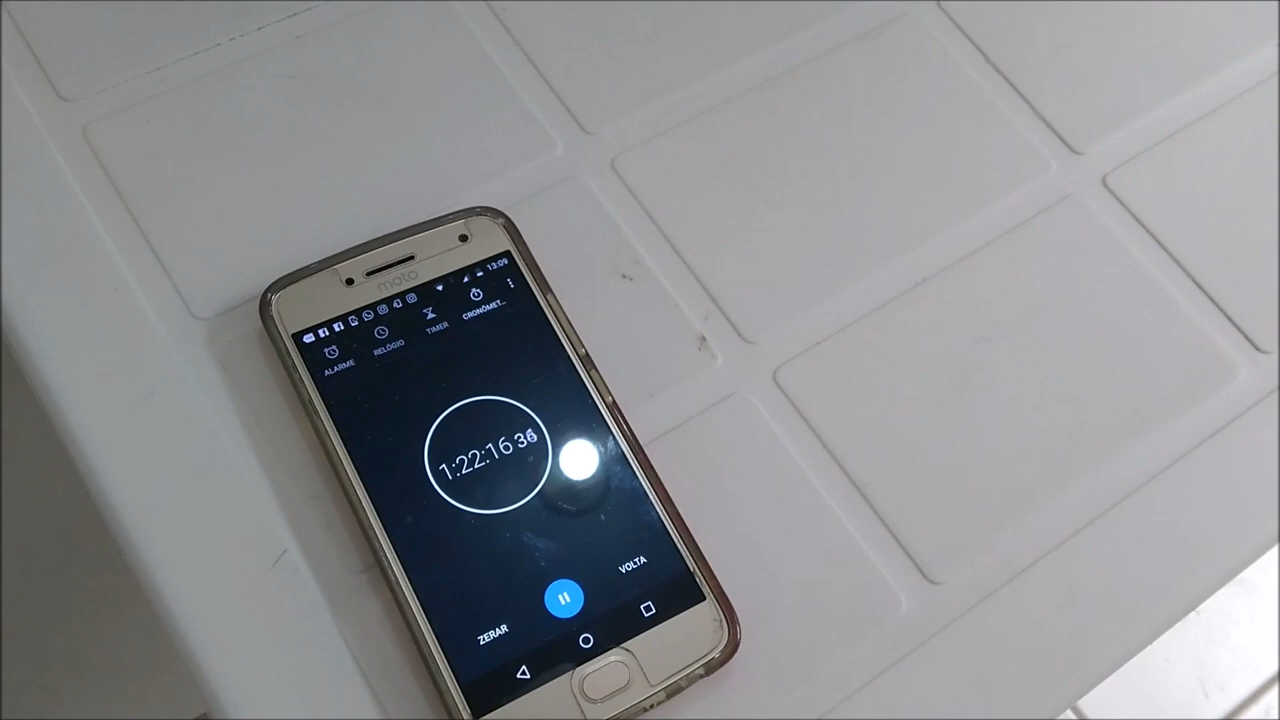 moto
13:09
ALARME RELÓGIO TIMER CRONÔMET...
1:22:16
ZERAR VOLTA